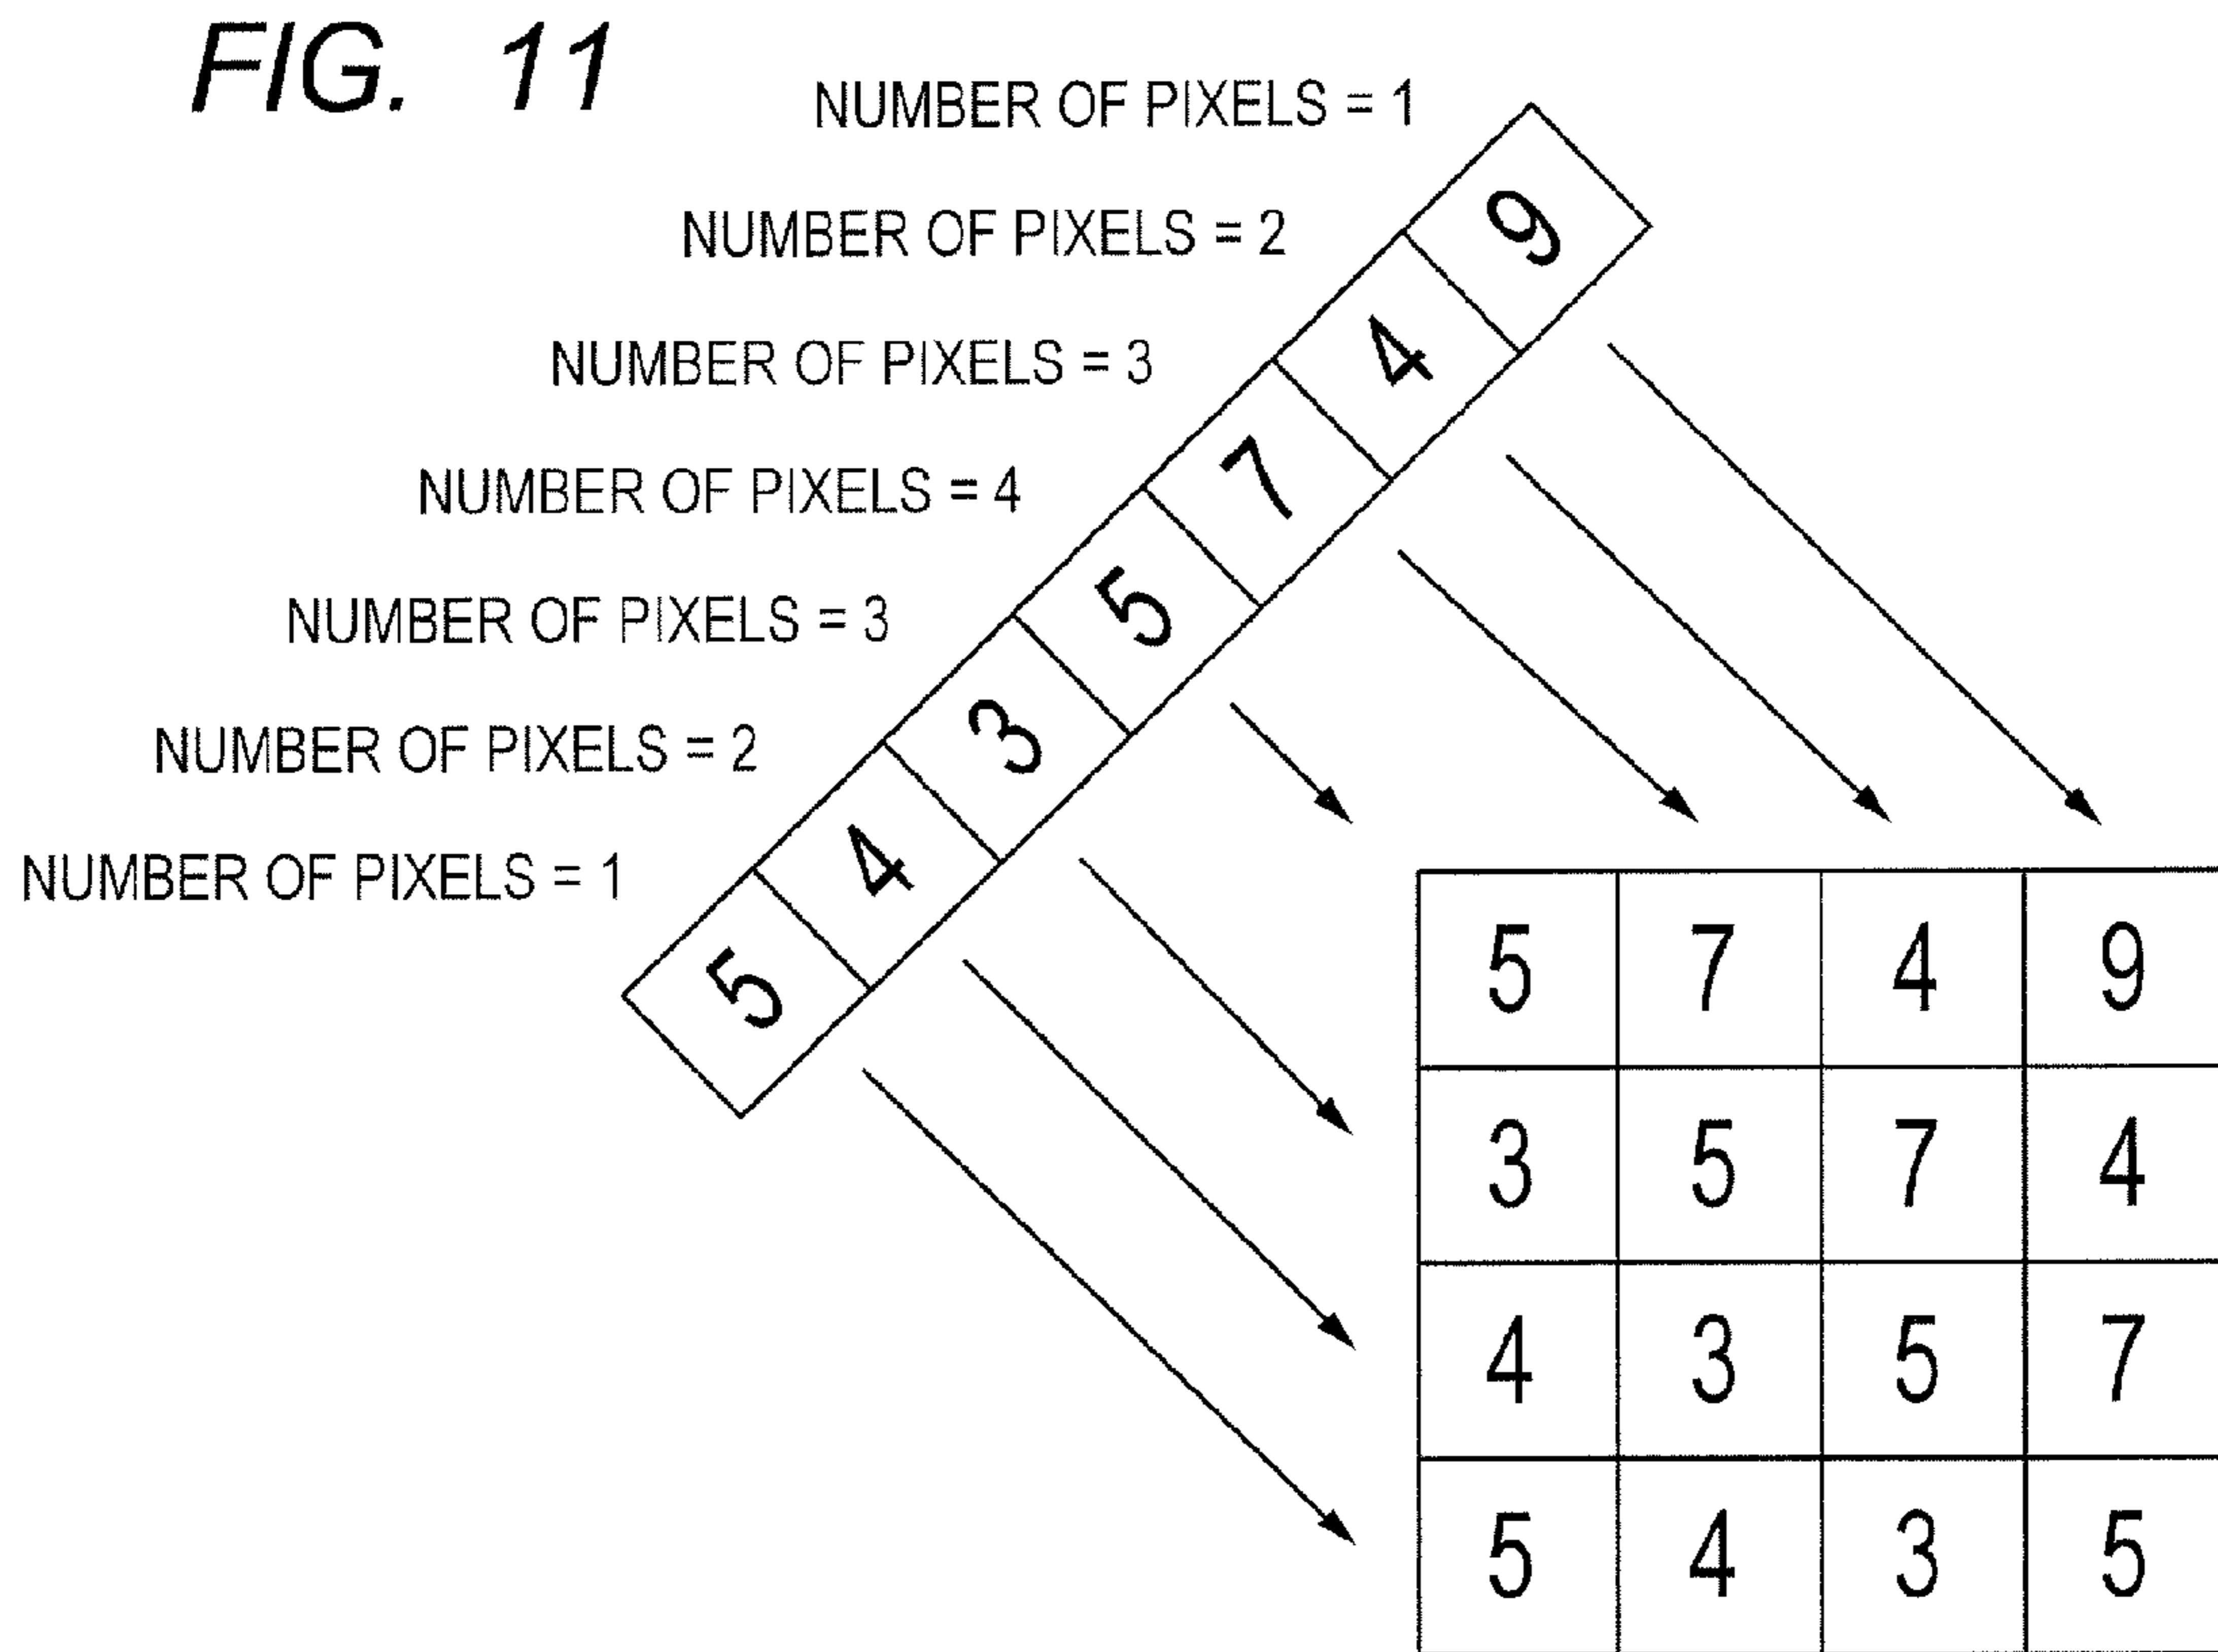 FIG. 11
NUMBER OF PIXELS = 1
NUMBER OF PIXELS = 2
NUMBER OF PIXELS = 3
NUMBER OF PIXELS = 4
NUMBER OF PIXELS = 3
NUMBER OF PIXELS = 2
NUMBER OF PIXELS = 1
5 4 3 5 7 4 9
5 7 4 9
3 5 7 4
4 3 5 7
5 4 3 5